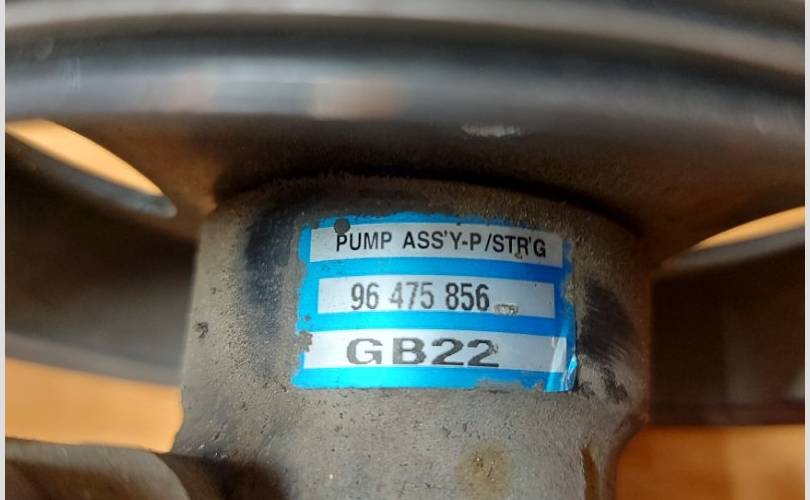 PUMP ASS'Y-P/STR'G
96 475 856
GB22